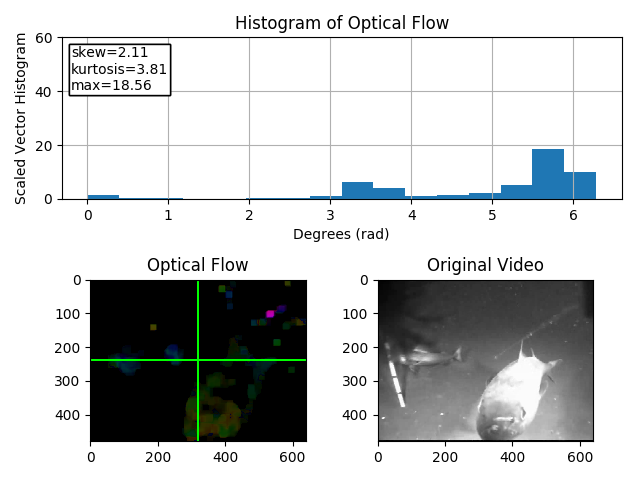 Histogram of Optical Flow
Scaled Vector Histogram
60
40
20
0
skew=2.11
kurtosis=3.81
max=18.56
0 1 2 3 4 5 6
Degrees (rad)
Optical Flow
0
100
200
300
400
0 200 400 600
Original Video
0
100
200
300
400
0 200 400 600